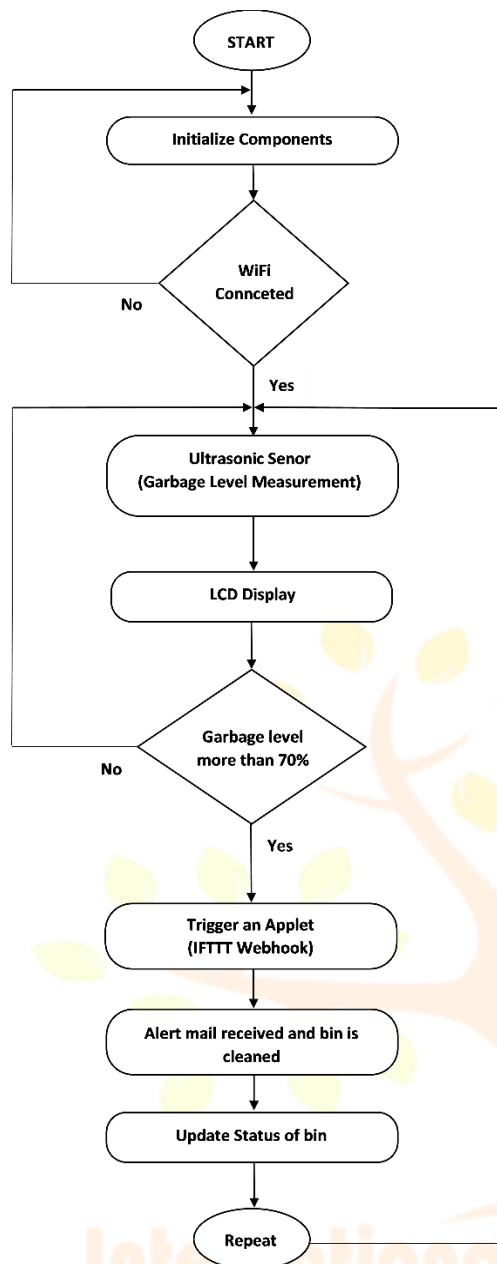 START
Initialize Components
WiFi
Connceted
No
Yes
Ultrasonic Senor
(Garbage Level Measurement)
LCD Display
Garbage level
more than 70%
No
Yes
Trigger an Applet
(IFTTT Webhook)
Alert mail received and bin is
cleaned
Update Status of bin
Repeat